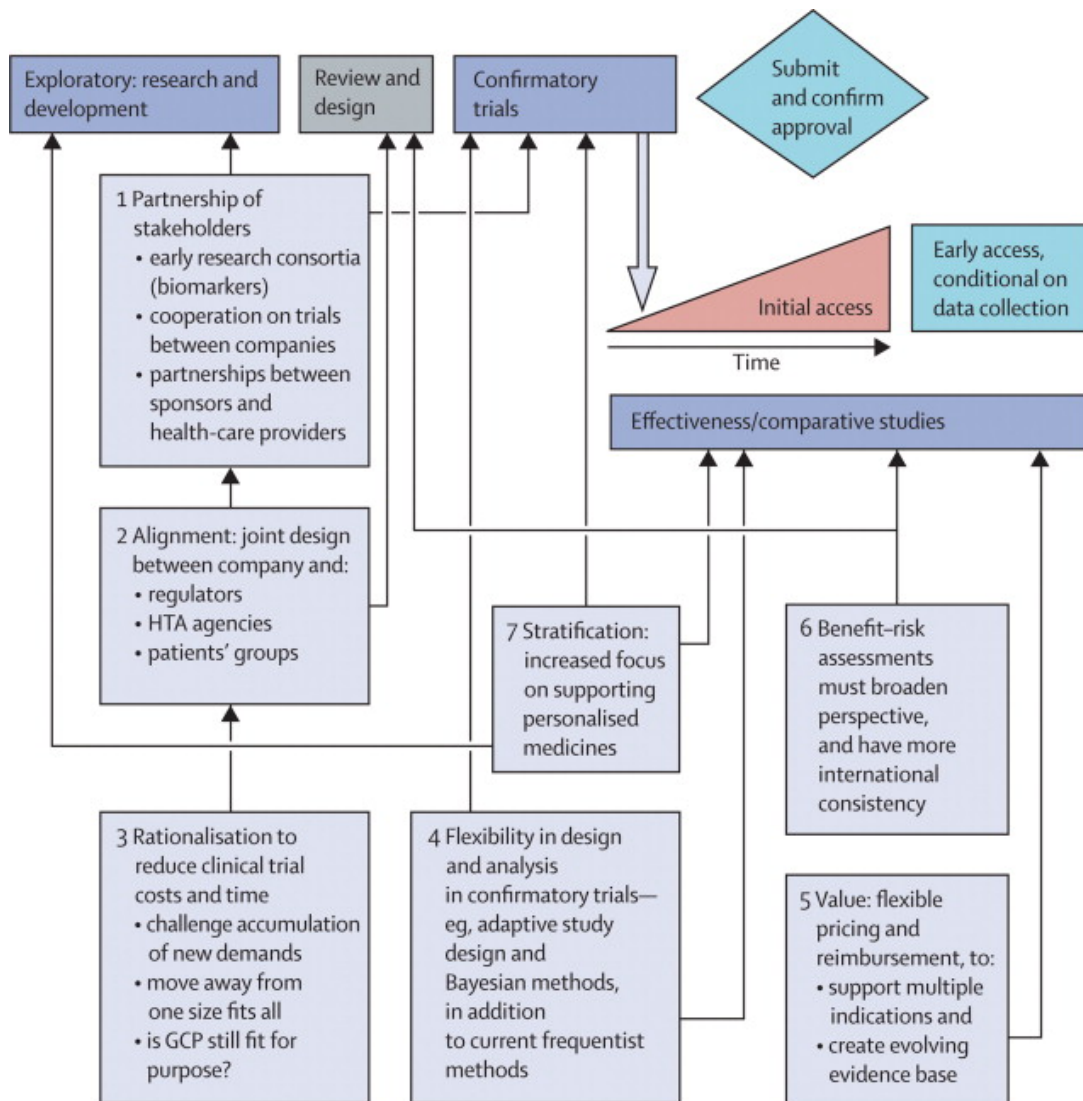 Exploratory: research and
development
Review and
design
Confirmatory
trials
Submit
and confirm
approval
1 Partnership of
stakeholders
• early research consortia
(biomarkers)
• cooperation on trials
between companies
• partnerships between
sponsors and
health-care providers
Initial access
Time
Early access,
conditional on
data collection
Effectiveness/comparative studies
2 Alignment: joint design
between company and:
• regulators
• HTA agencies
• patients' groups
7 Stratification:
increased focus
on supporting
personalised
medicines
6 Benefit–risk
assessments
must broaden
perspective,
and have more
international
consistency
3 Rationalisation to
reduce clinical trial
costs and time
• challenge accumulation
of new demands
• move away from
one size fits all
• is GCP still fit for
purpose?
4 Flexibility in design
and analysis
in confirmatory trials—
eg, adaptive study
design and
Bayesian methods,
in addition
to current frequentist
methods
5 Value: flexible
pricing and
reimbursement, to:
• support multiple
indications and
• create evolving
evidence base